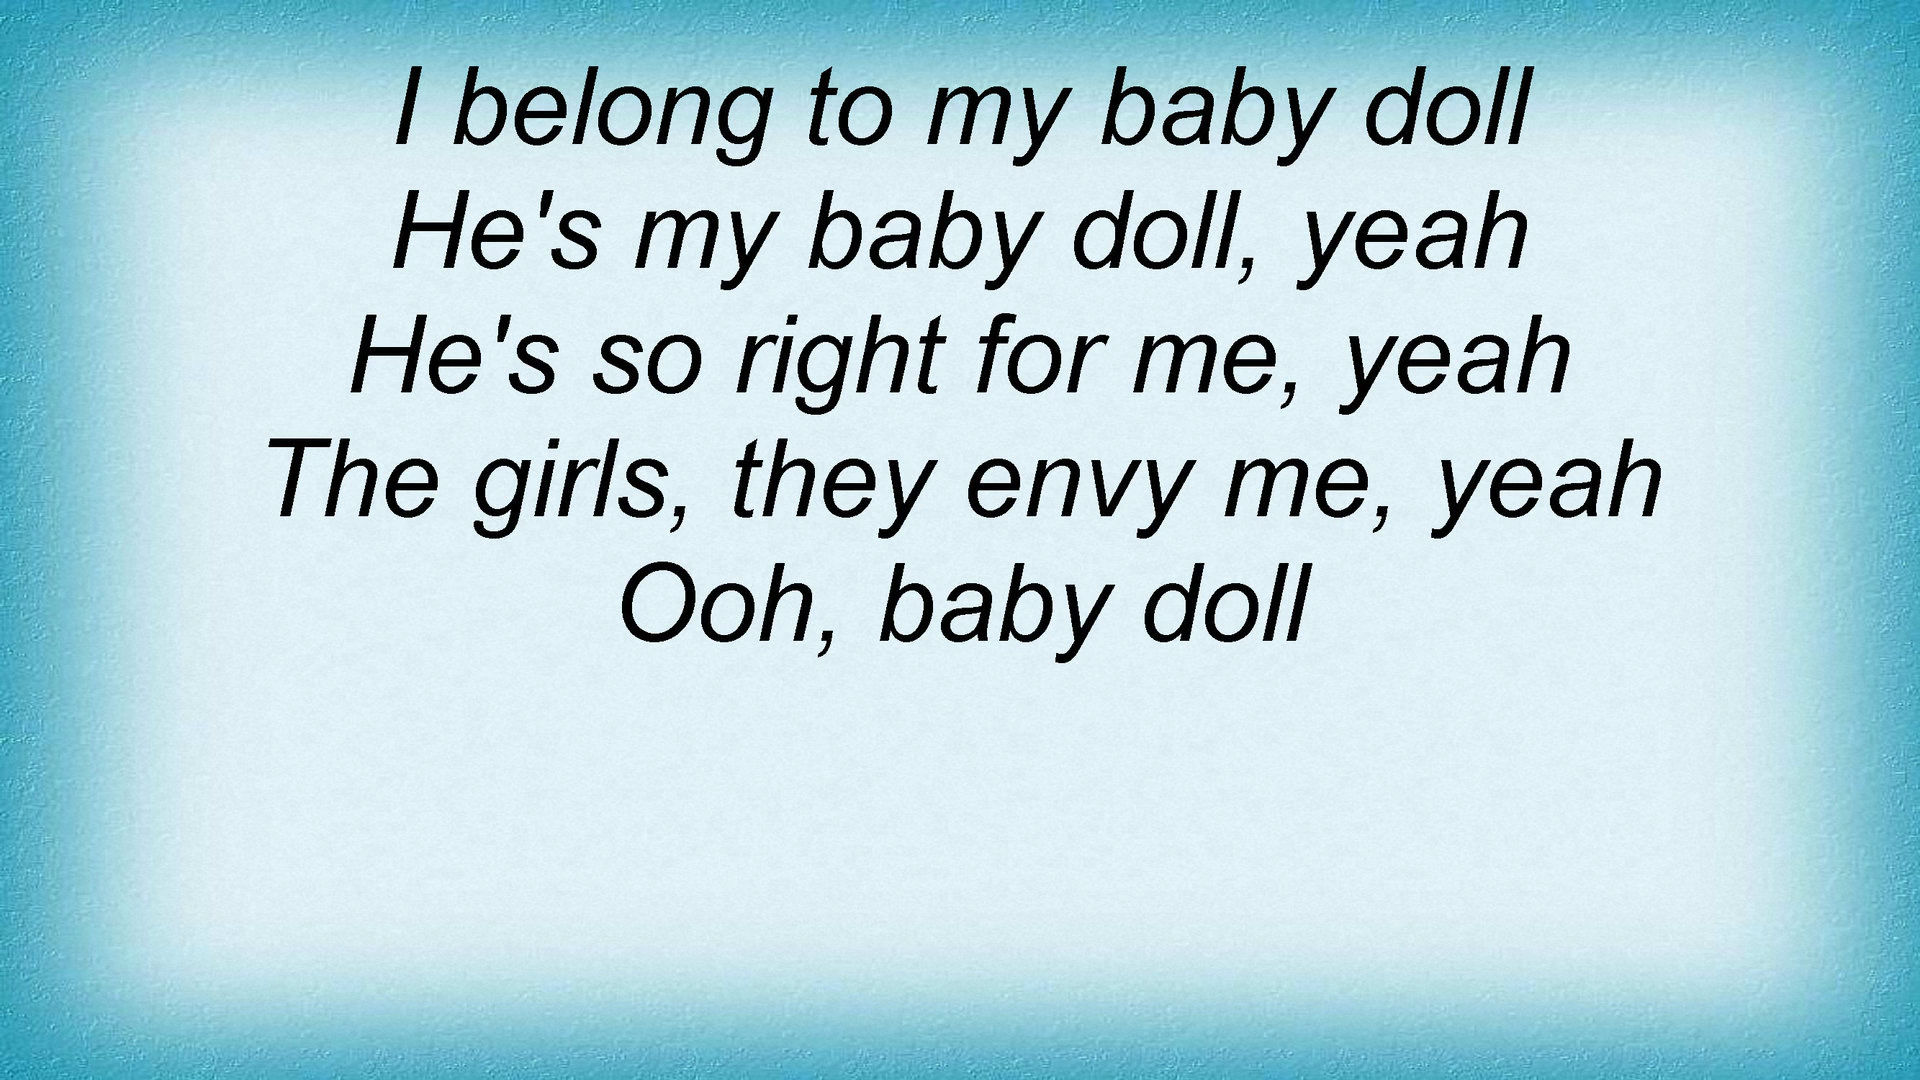 I belong to my baby doll
He's my baby doll, yeah
He's so right for me, yeah
The girls, they envy me, yeah
Ooh, baby doll